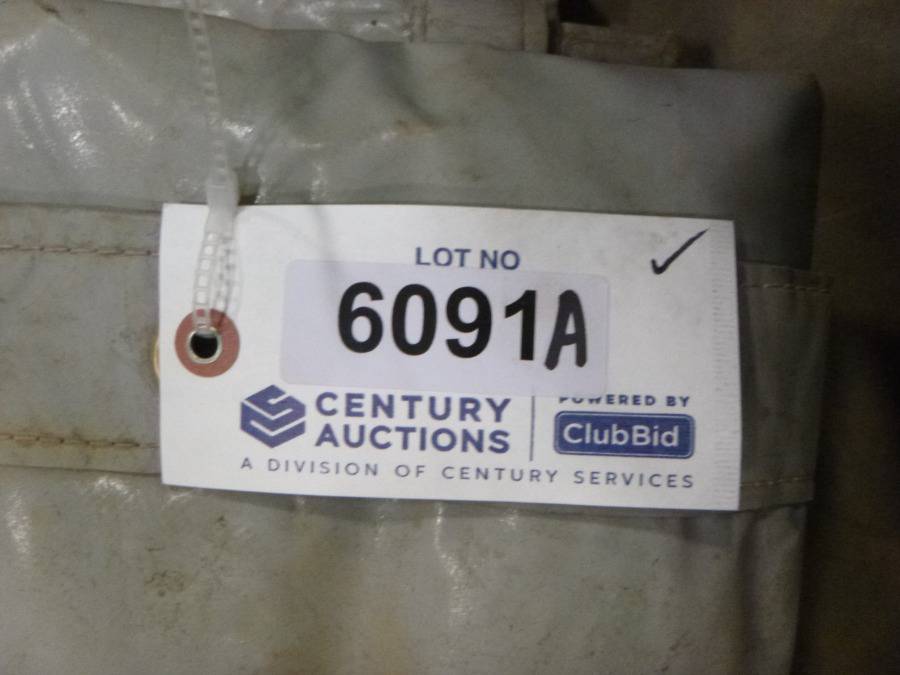 LOT NO
6091A
CENTURY
AUCTIONS
POWERED BY
ClubBid
A DIVISION OF CENTURY SERVICES